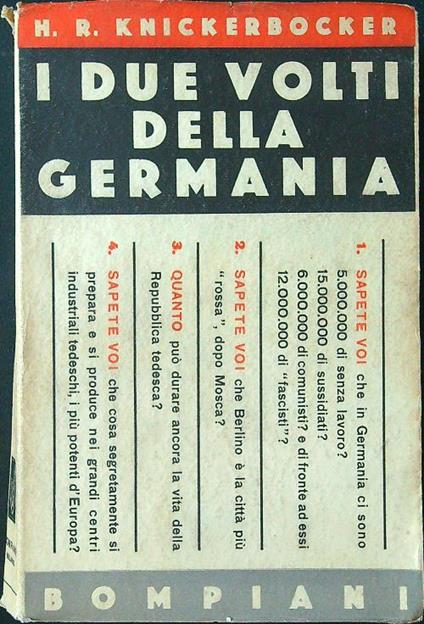 H. R. KNICKERBOCKER
I DUE VOLTI
DELLA
GERMANIA
1. SAPETE VOI che in Germania ci sono
5.000.000 di senza lavoro?
15.000.000 di sussidiati?
6.000.000 di comunisti? e di fronte ad essi
12.000.000 di "fascisti"?
2. SAPETE VOI che Berlino è la città più
"rossa", dopo Mosca?
3. QUANTO può durare ancora la vita della
Repubblica tedesca?
4. SAPETE VOI che cosa segretamente si
prepara e si produce nei grandi centri
industriali tedeschi, i più potenti d'Europa?
BOMPIANI